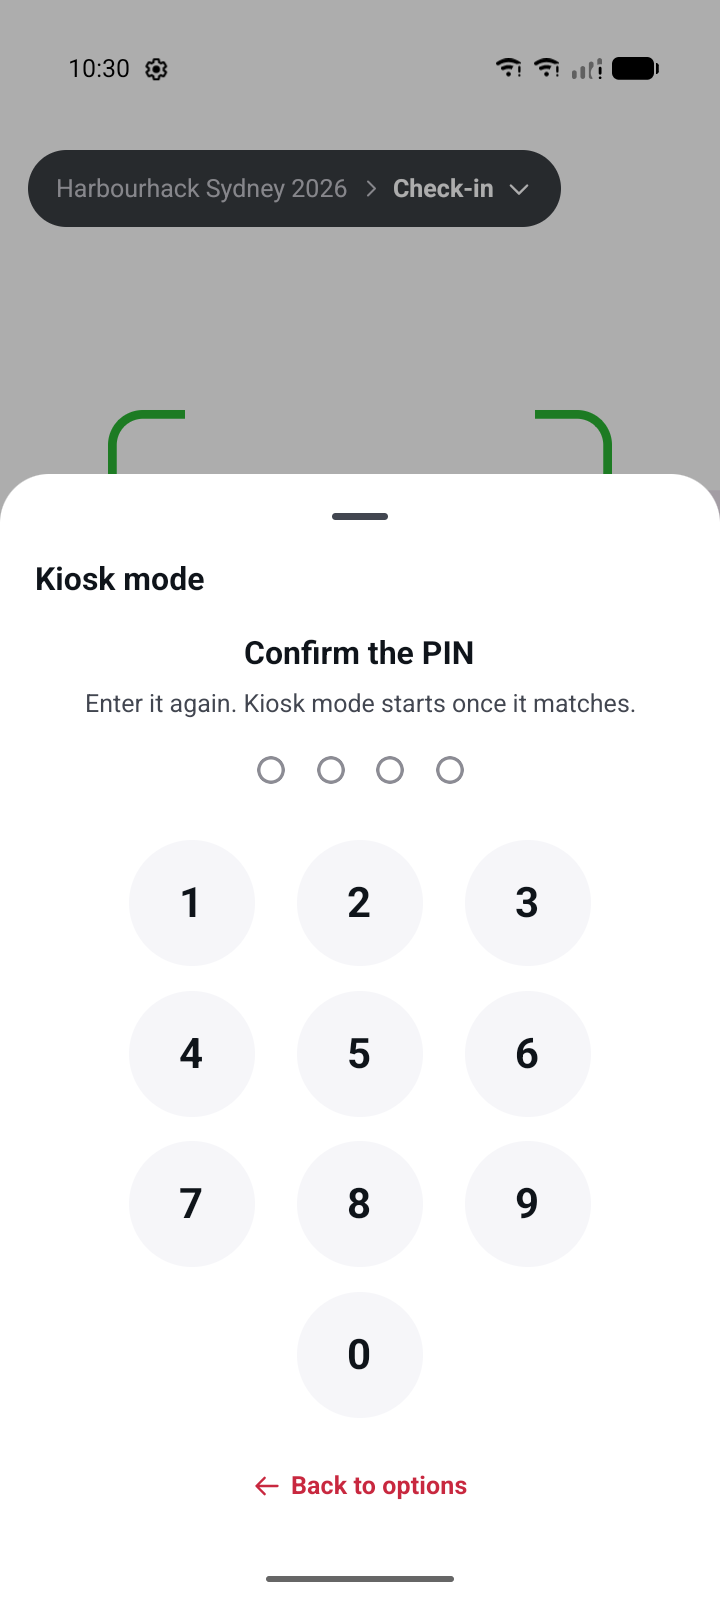 10:30
Harbourhack Sydney 2026 > Check-in
Kiosk mode
Confirm the PIN
Enter it again. Kiosk mode starts once it matches.
1 2 3
4 5 6
7 8 9
0
← Back to options